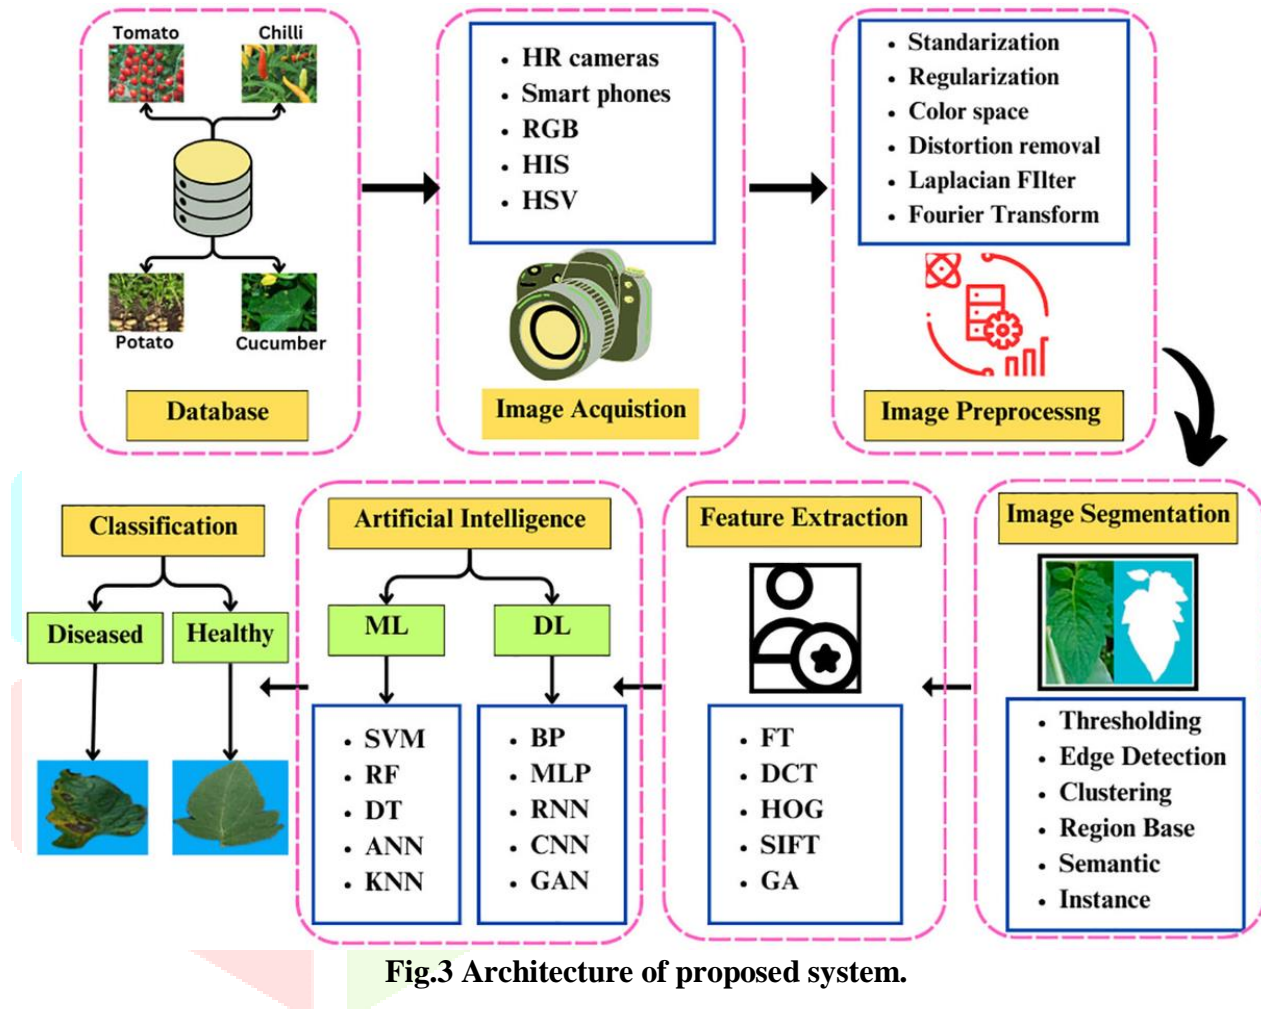 Tomato
Chilli
Potato
Cucumber
Database
• HR cameras
• Smart phones
• RGB
• HIS
• HSV
Image Acquistion
• Standarization
• Regularization
• Color space
• Distortion removal
• Laplacian FIlter
• Fourier Transform
Image Preprocessng
Image Segmentation
• Thresholding
• Edge Detection
• Clustering
• Region Base
• Semantic
• Instance
Feature Extraction
• FT
• DCT
• HOG
• SIFT
• GA
Artificial Intelligence
ML
DL
• SVM
• RF
• DT
• ANN
• KNN
• BP
• MLP
• RNN
• CNN
• GAN
Classification
Diseased
Healthy
Fig.3 Architecture of proposed system.